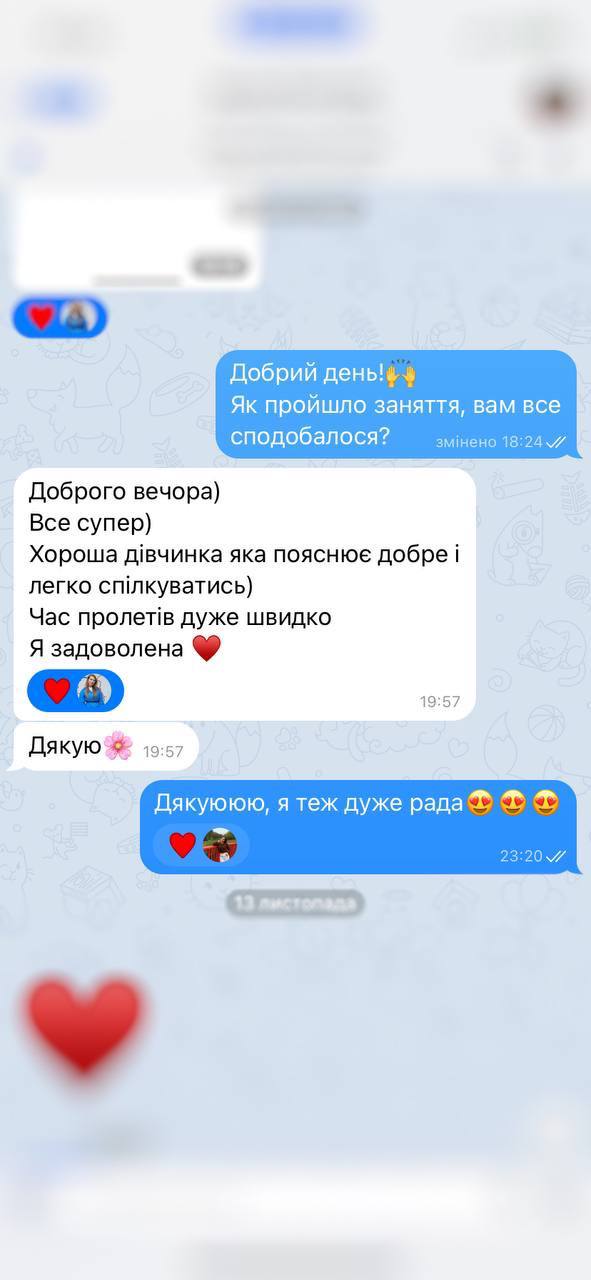 Добрий день!🙌
Як пройшло заняття, вам все
сподобалося?
змінено 18:24
Доброго вечора)
Все супер)
Хороша дівчинка яка пояснює добре і
легко спілкуватись)
Час пролетів дуже швидко
Я задоволена ♥️
19:57
Дякую🌸 19:57
Дякуююю, я теж дуже рада😍😍😍
23:20
13 листопада